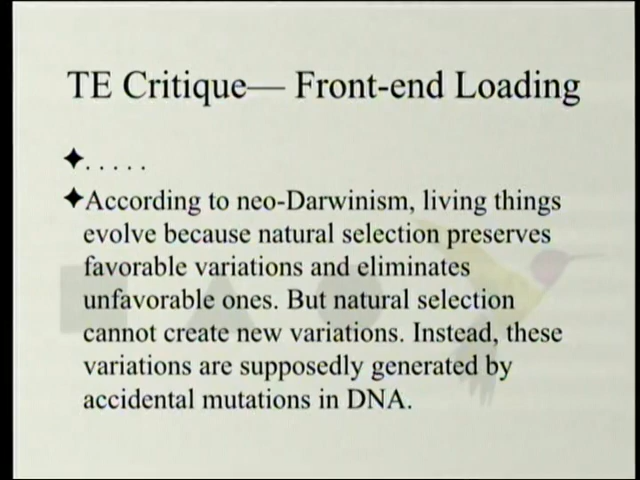 TE Critique— Front-end Loading
✦. . . . .
✦According to neo-Darwinism, living things
evolve because natural selection preserves
favorable variations and eliminates
unfavorable ones. But natural selection
cannot create new variations. Instead, these
variations are supposedly generated by
accidental mutations in DNA.